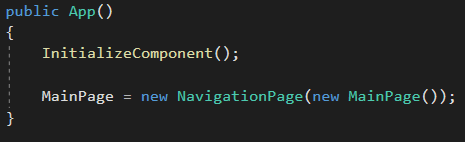 public App()
{
InitializeComponent();
MainPage = new NavigationPage(new MainPage());
}